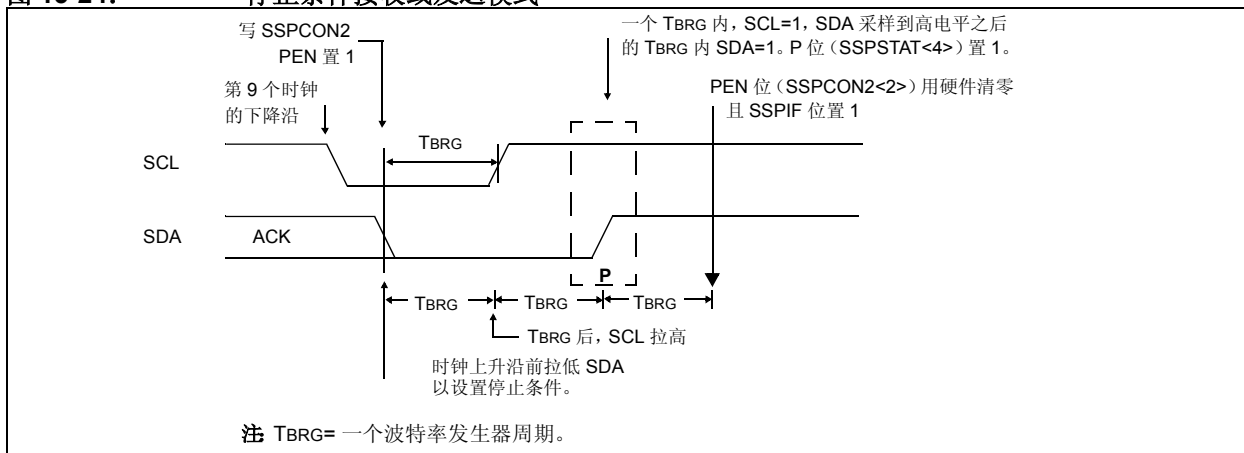 写 SSPCON2
PEN 置 1
一个 TBRG 内，SCL=1，SDA 采样到高电平之后
的 TBRG 内 SDA=1。P 位（SSPSTAT<4>）置 1。
第 9 个时钟
的下降沿
PEN 位（SSPCON2<2>）用硬件清零
且 SSPIF 位置 1
TBRG
SCL
SDA
ACK
P
TBRG
TBRG
TBRG
TBRG 后，SCL 拉高
时钟上升沿前拉低 SDA
以设置停止条件。
注: TBRG= 一个波特率发生器周期。